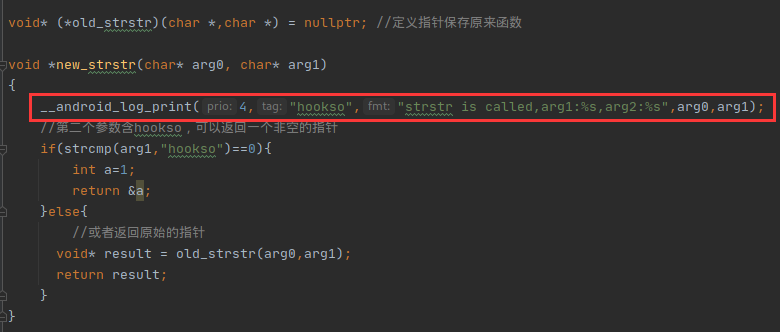 void* (*old_strstr)(char *,char *) = nullptr; //定义指针保存原来函数
void *new_strstr(char* arg0, char* arg1)
{
__android_log_print( prio: 4, tag: "hookso", fmt: "strstr is called,arg1:%s,arg2:%s",arg0,arg1);
//第二个参数含hookso，可以返回一个非空的指针
if(strcmp(arg1,"hookso")==0){
int a=1;
return &a;
}else{
//或者返回原始的指针
void* result = old_strstr(arg0,arg1);
return result;
}
}